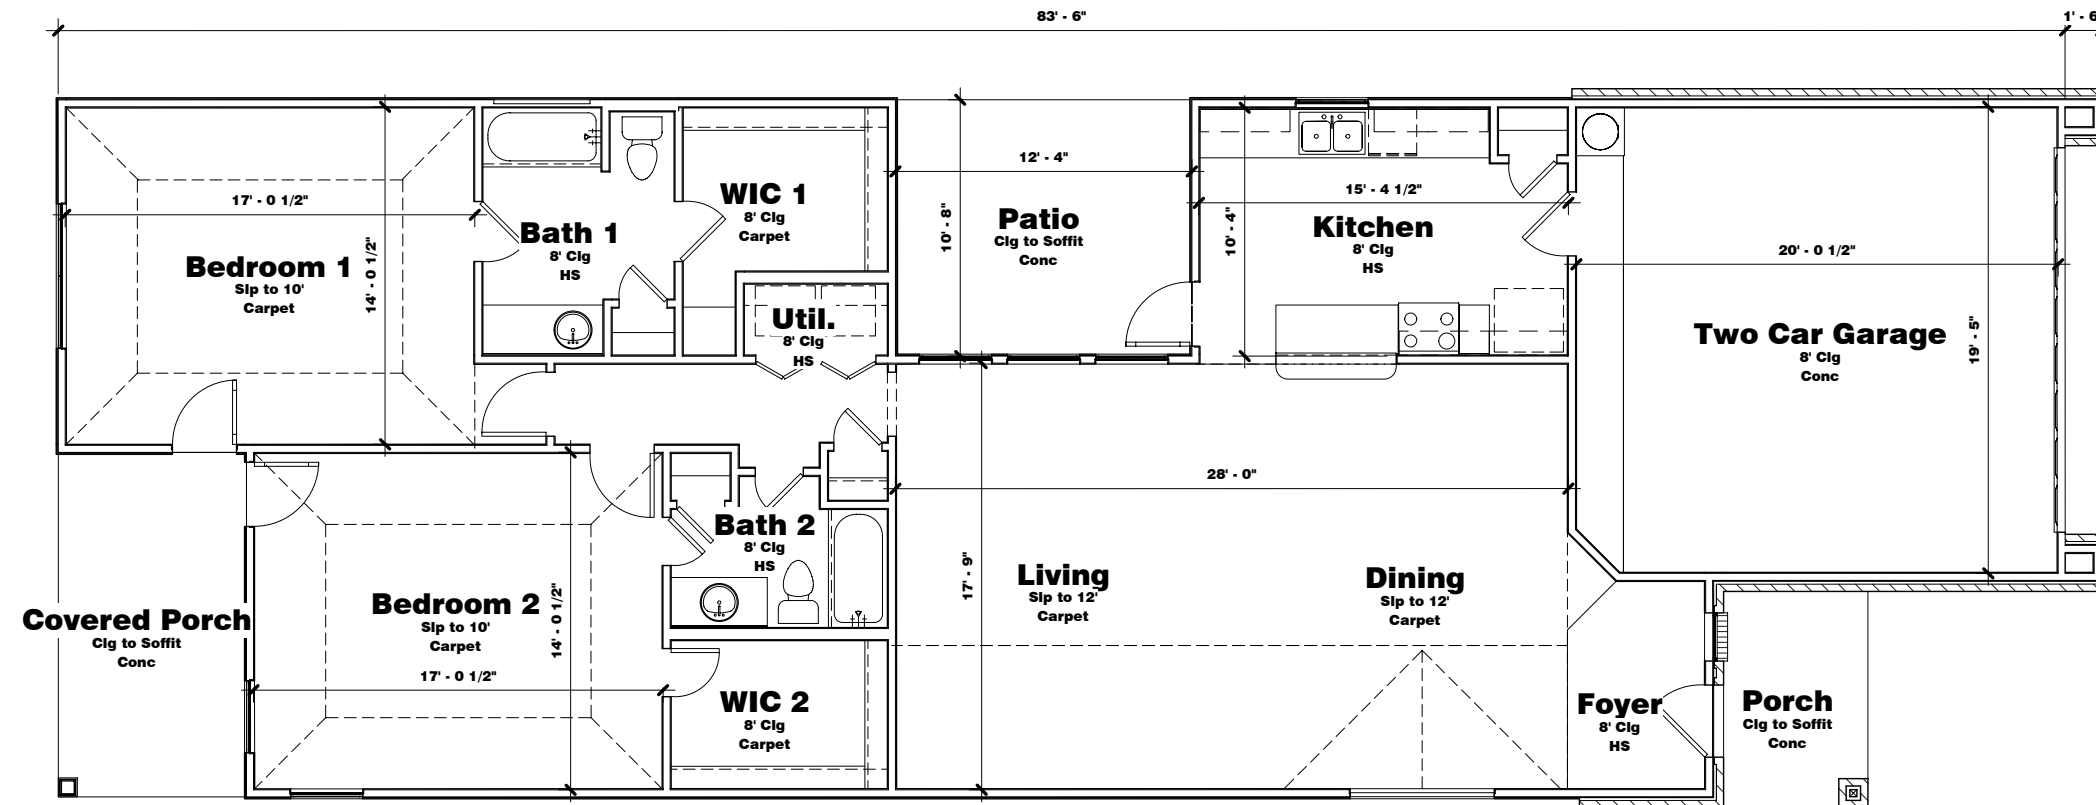 83' - 6"
1' - 6
12' - 4"
15' - 4 1/2"
17' - 0 1/2"
14' - 0 1/2"
10' - 8"
10' - 4"
20' - 0 1/2"
19' - 5"
WIC 1
8' Clg
Carpet
Bath 1
8' Clg
HS
Patio
Clg to Soffit
Conc
Kitchen
8' Clg
HS
Bedroom 1
Slp to 10'
Carpet
Util.
8' Clg
HS
Two Car Garage
8' Clg
Conc
28' - 0"
17' - 9"
Bath 2
8' Clg
HS
Living
Slp to 12'
Carpet
Dining
Slp to 12'
Carpet
Covered Porch
Clg to Soffit
Conc
Bedroom 2
Slp to 10'
Carpet
14' - 0 1/2"
17' - 0 1/2"
WIC 2
8' Clg
Carpet
Foyer
8' Clg
HS
Porch
Clg to Soffit
Conc